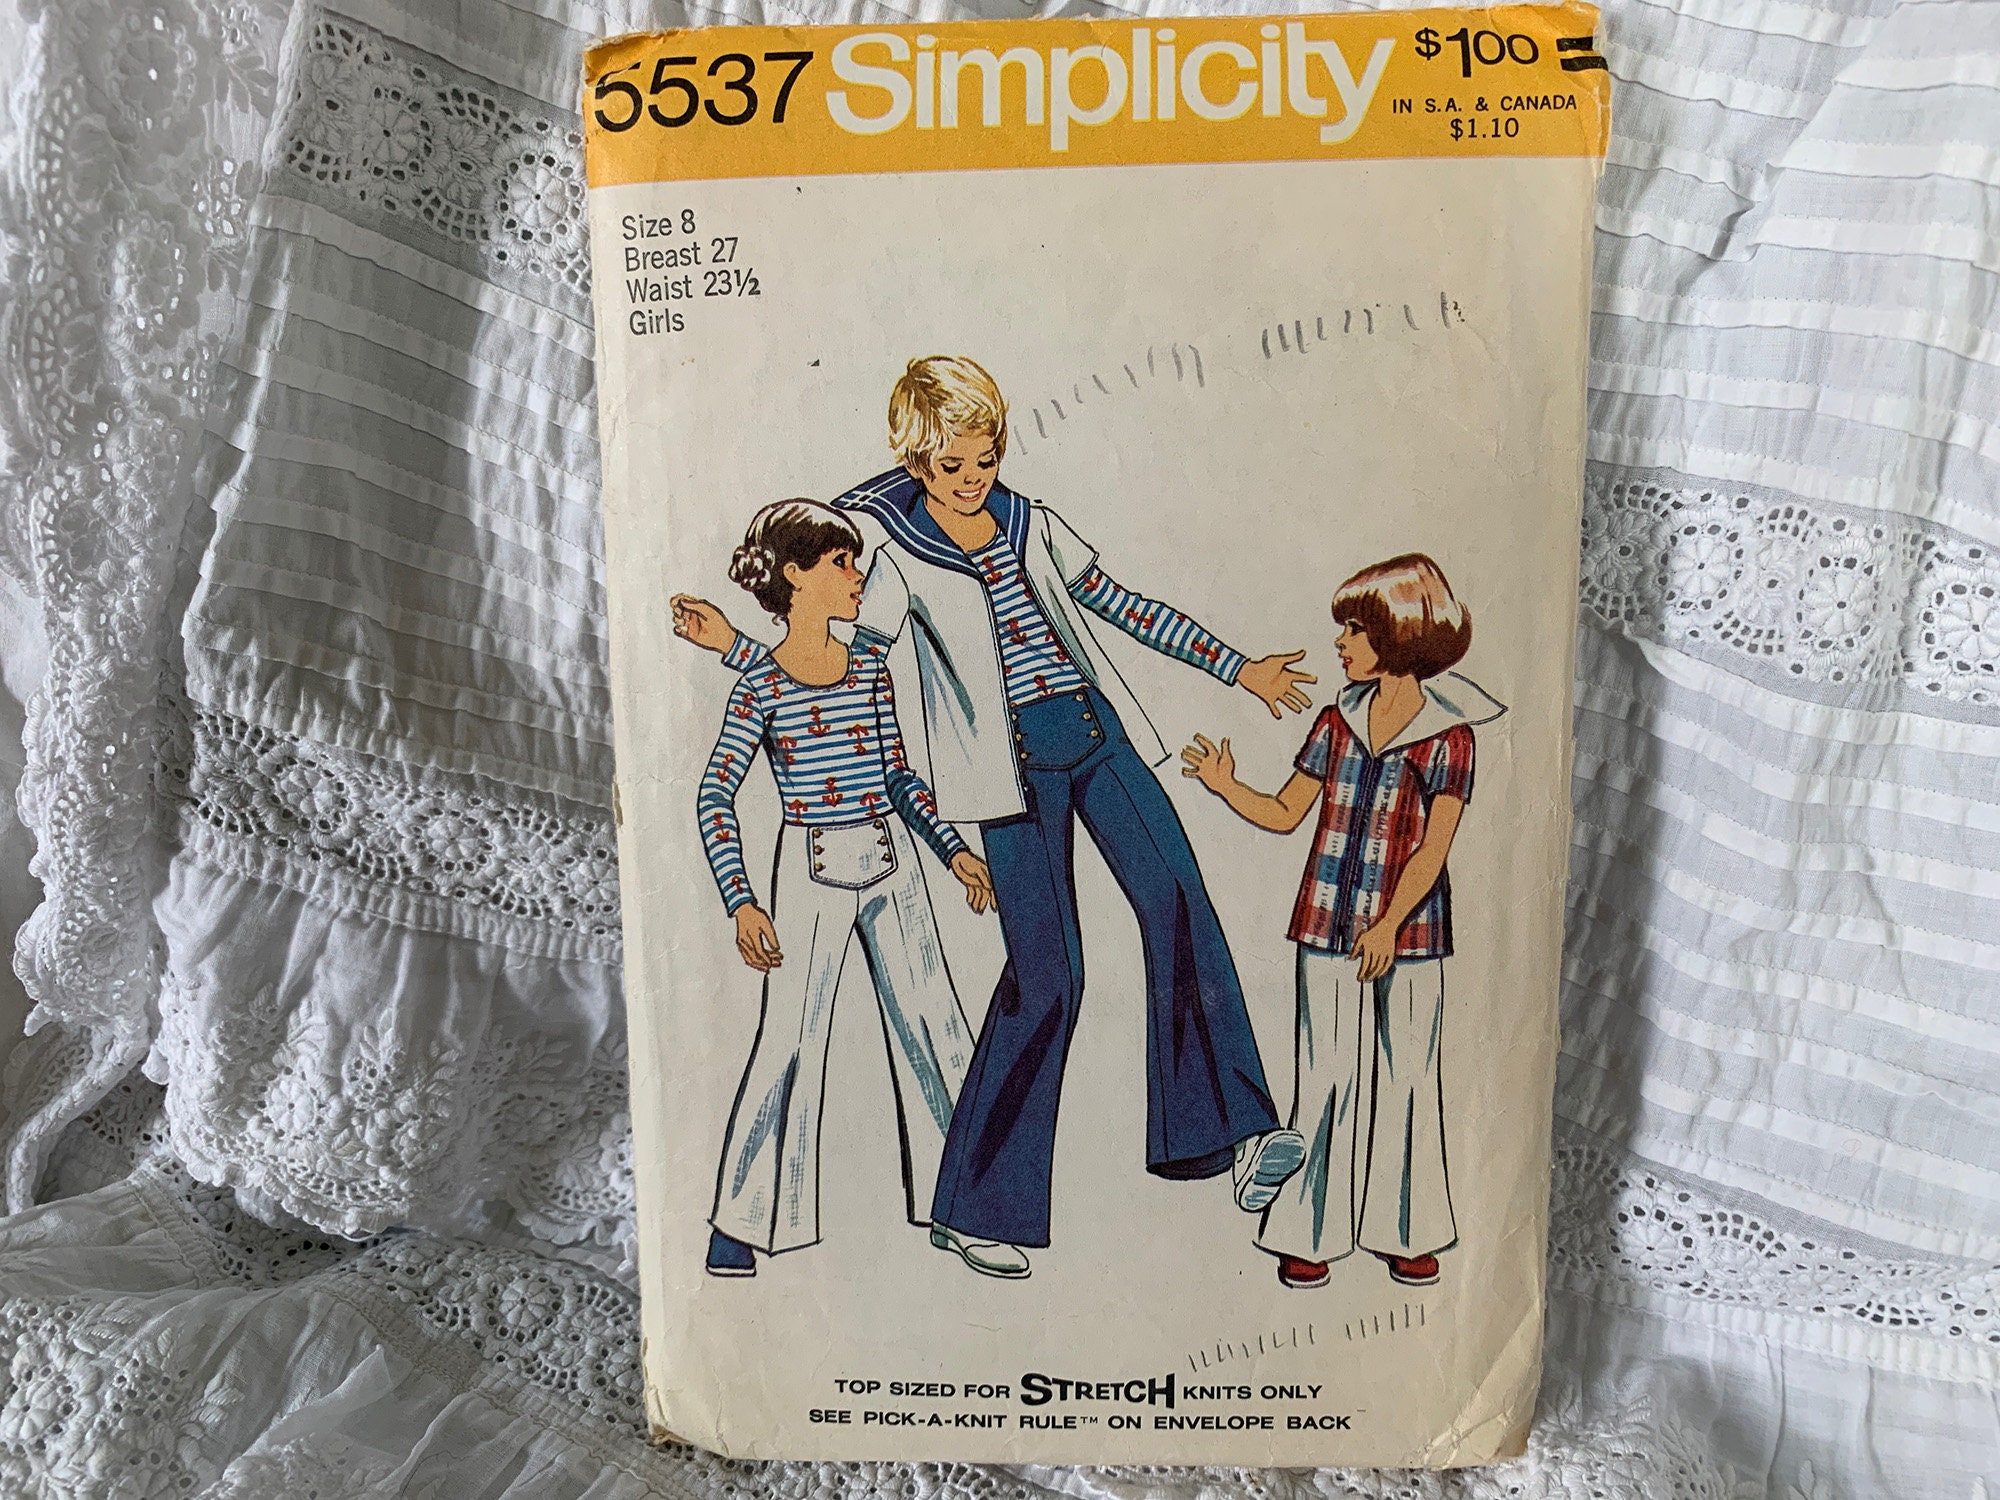 5537 Simplicity $1.00
IN S.A. & CANADA
$1.10
Size 8
Breast 27
Waist 23½
Girls
TOP SIZED FOR STRETCH KNITS ONLY
SEE PICK-A-KNIT RULE™ ON ENVELOPE BACK